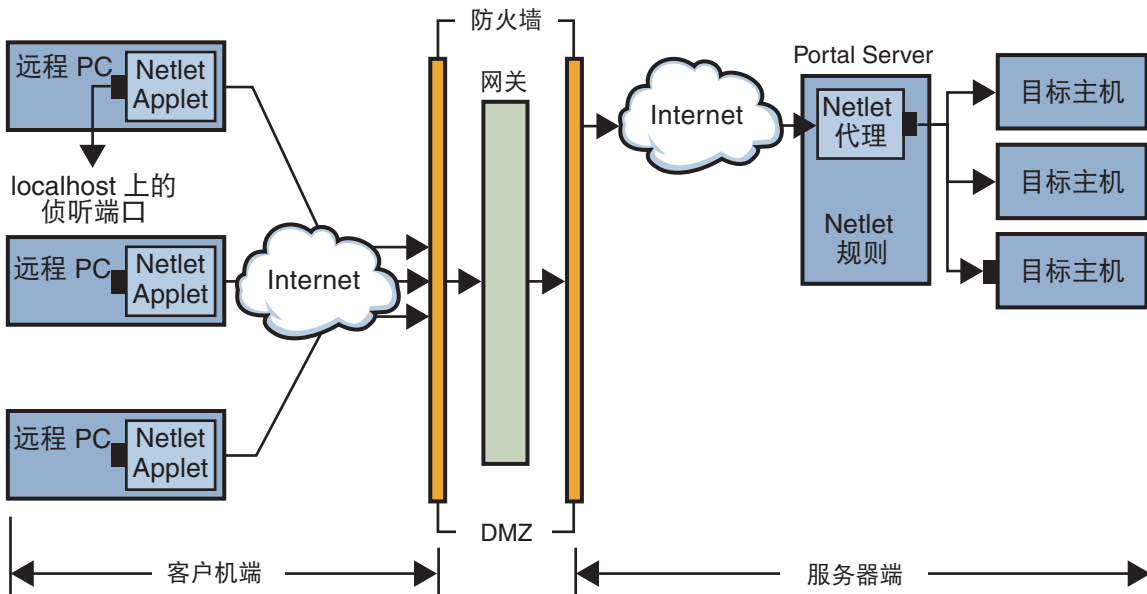 防火墙
远程 PC
Netlet
Applet
localhost 上的
侦听端口
远程 PC
Netlet
Applet
远程 PC
Netlet
Applet
Internet
网关
DMZ
Internet
Portal Server
Netlet
代理
Netlet
规则
目标主机
目标主机
目标主机
客户机端
服务器端